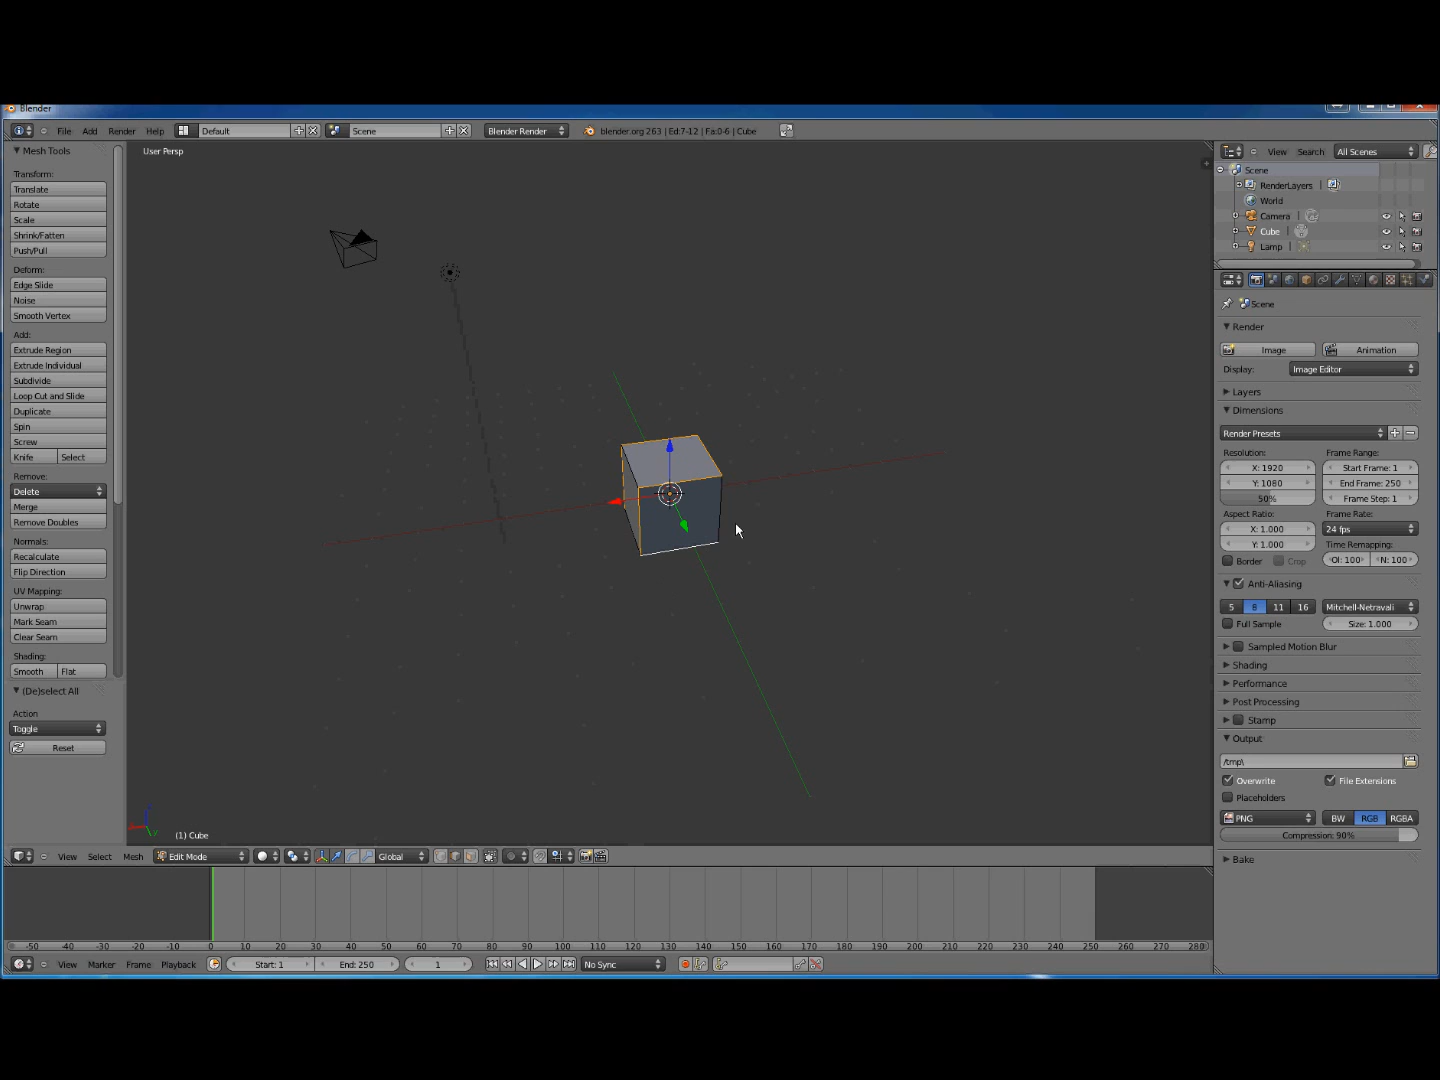 Blender
File Add Render Help Default Scene Blender Render blender.org 263 | Ed:7-12 | Fa:0-6 | Cube
Mesh Tools
Transform:
Translate
Rotate
Scale
Shrink/Fatten
Push/Pull
Deform:
Edge Slide
Noise
Smooth Vertex
Add:
Extrude Region
Extrude Individual
Subdivide
Loop Cut and Slide
Duplicate
Spin
Screw
Knife Select
Remove:
Delete
Merge
Remove Doubles
Normals:
Recalculate
Flip Direction
UV Mapping:
Unwrap
Mark Seam
Clear Seam
Shading:
Smooth Flat
(De)select All
Action
Toggle
Reset
User Persp
(1) Cube
View Select Mesh Edit Mode Global
-50 -40 -30 -20 -10 0 10 20 30 40 50 60 70 80 90 100 110 120 130 140 150 160 170 180 190 200 210 220 230 240 250 260 270 280
View Marker Frame Playback Start: 1 End: 250 1 No Sync
View Search All Scenes
Scene
RenderLayers |
World
Camera |
Cube |
Lamp |
Scene
Render
Image Animation
Display: Image Editor
Layers
Dimensions
Render Presets
Resolution: Frame Range:
X: 1920 Start Frame: 1
Y: 1080 End Frame: 250
50% Frame Step: 1
Aspect Ratio: Frame Rate:
X: 1.000 24 fps
Y: 1.000 Time Remapping:
Border Crop Ol: 100 N: 100
Anti-Aliasing
5 8 11 16 Mitchell-Netravali
Full Sample Size: 1.000
Sampled Motion Blur
Shading
Performance
Post Processing
Stamp
Output
/tmp\
Overwrite File Extensions
Placeholders
PNG BW RGB RGBA
Compression: 90%
Bake